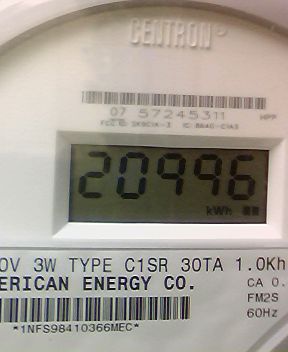 CENTRON®
07 57245311 HPP
20996
kWh
0V 3W TYPE C1SR 30TA 1.0Kh
ERICAN ENERGY CO. CA 0.
FM2S
60Hz
*1NFS98410366MEC*